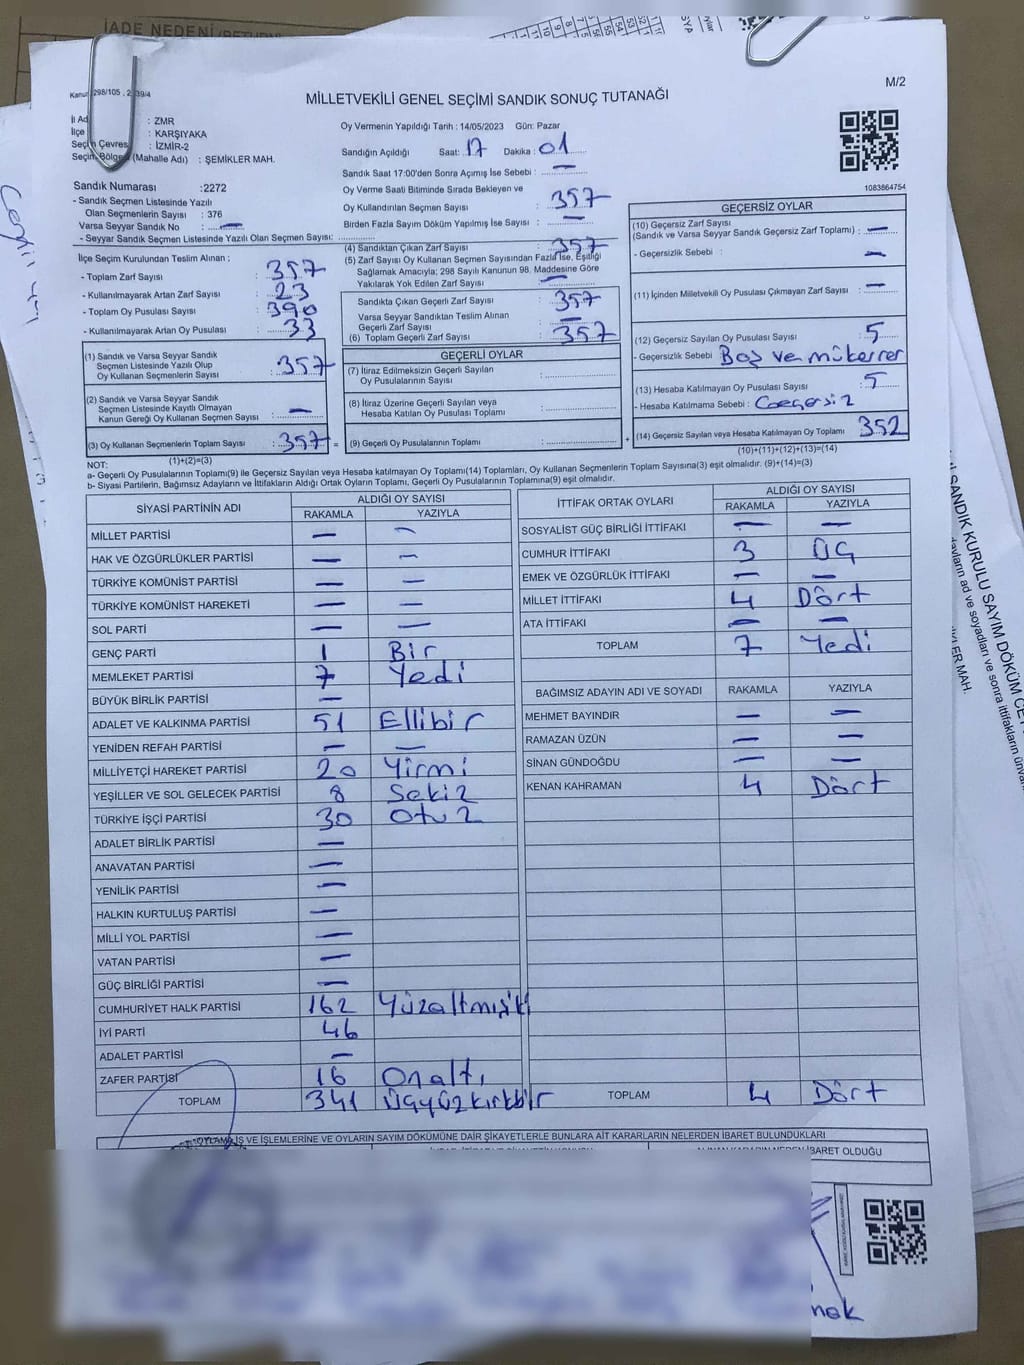 İADE NEDENİ
M/2
Kanun 298/105
MİLLETVEKİLİ GENEL SEÇİMİ SANDIK SONUÇ TUTANAĞI
İl Ad : ZMR
İlçe : KARŞIYAKA
Seçim Çevres : İZMİR-2
Seçim Bölge (Mahalle Adı) : ŞEMİKLER MAH.
Oy Vermenin Yapıldığı Tarih : 14/05/2023 Gün: Pazar
Sandığın Açıldığı Saat: 17 Dakika : 01
Sandık Saat 17:00'den Sonra Açımış İse Sebebi : —
Oy Verme Saati Bitiminde Sırada Bekleyen ve
Oy Kullandırılan Seçmen Sayısı : 357
Birden Fazla Sayım Döküm Yapılmış İse Sayısı : —
1083864754
Sandık Numarası :2272
- Sandık Seçmen Listesinde Yazılı
Olan Seçmenlerin Sayısı : 376
Varsa Seyyar Sandık No : —
- Seyyar Sandık Seçmen Listesinde Yazılı Olan Seçmen Sayısı:
İlçe Seçim Kurulundan Teslim Alınan ;
- Toplam Zarf Sayısı : 357
- Kullanılmayarak Artan Zarf Sayısı : 23
- Toplam Oy Pusulası Sayısı : 390
- Kullanılmayarak Artan Oy Pusulası : 33
(1) Sandık ve Varsa Seyyar Sandık
Seçmen Listesinde Yazılı Olup
Oy Kullanan Seçmenlerin Sayısı : 357
(2) Sandık ve Varsa Seyyar Sandık
Seçmen Listesinde Kayıtlı Olmayan
Kanun Gereği Oy Kullanan Seçmen Sayısı : —
(3) Oy Kullanan Seçmenlerin Toplam Sayısı : 357 =
(1)+(2)=(3)
(4) Sandıktan Çıkan Zarf Sayısı : 357
(5) Zarf Sayısı Oy Kullanan Seçmen Sayısından Fazla İse, Eşitliği
Sağlamak Amacıyla; 298 Sayılı Kanunun 98. Maddesine Göre
Yakılarak Yok Edilen Zarf Sayısı : —
Sandıkta Çıkan Geçerli Zarf Sayısı : 357
Varsa Seyyar Sandıktan Teslim Alınan
Geçerli Zarf Sayısı : —
(6) Toplam Geçerli Zarf Sayısı : 357
GEÇERLİ OYLAR
(7) İtiraz Edilmeksizin Geçerli Sayılan
Oy Pusulalarının Sayısı :
(8) İtiraz Üzerine Geçerli Sayılan veya
Hesaba Katılan Oy Pusulası Toplamı :
(9) Geçerli Oy Pusulalarının Toplamı : +
GEÇERSİZ OYLAR
(10) Geçersiz Zarf Sayısı
(Sandık ve Varsa Seyyar Sandık Geçersiz Zarf Toplamı) : —
- Geçersizlik Sebebi : —
(11) İçinden Milletvekili Oy Pusulası Çıkmayan Zarf Sayısı : —
(12) Geçersiz Sayılan Oy Pusulası Sayısı : 5
- Geçersizlik Sebebi : Boş ve mükerrer
(13) Hesaba Katılmayan Oy Pusulası Sayısı : 5
- Hesaba Katılmama Sebebi :
(14) Geçersiz Sayılan veya Hesaba Katılmayan Oy Toplamı : 352
(10)+(11)+(12)+(13)=(14)
NOT:
a- Geçerli Oy Pusulalarının Toplamı(9) ile Geçersiz Sayılan veya Hesaba katılmayan Oy Toplamı(14) Toplamları, Oy Kullanan Seçmenlerin Toplam Sayısına(3) eşit olmalıdır. (9)+(14)=(3)
b- Siyasi Partilerin, Bağımsız Adayların ve İttifakların Aldığı Ortak Oyların Toplamı, Geçerli Oy Pusulalarının Toplamına(9) eşit olmalıdır.
SİYASİ PARTİNİN ADI ALDIĞI OY SAYISI
RAKAMLA YAZIYLA
MİLLET PARTİSİ — —
HAK VE ÖZGÜRLÜKLER PARTİSİ — —
TÜRKİYE KOMÜNİST PARTİSİ — —
TÜRKİYE KOMÜNİST HAREKETİ — —
SOL PARTİ — —
GENÇ PARTİ 1 Bir
MEMLEKET PARTİSİ 7 Yedi
BÜYÜK BİRLİK PARTİSİ —
ADALET VE KALKINMA PARTİSİ 51 Ellibir
YENİDEN REFAH PARTİSİ — —
MİLLİYETÇİ HAREKET PARTİSİ 20 Yirmi
YEŞİLLER VE SOL GELECEK PARTİSİ 8 Sekiz
TÜRKİYE İŞÇİ PARTİSİ 30 Otuz
ADALET BİRLİK PARTİSİ —
ANAVATAN PARTİSİ —
YENİLİK PARTİSİ —
HALKIN KURTULUŞ PARTİSİ —
MİLLİ YOL PARTİSİ —
VATAN PARTİSİ —
GÜÇ BİRLİĞİ PARTİSİ —
CUMHURİYET HALK PARTİSİ 162 Yüzaltmışiki
İYİ PARTİ 46
ADALET PARTİSİ —
ZAFER PARTİSİ 16 Onaltı
TOPLAM 341 Üçyüzkırkbir
İTTİFAK ORTAK OYLARI ALDIĞI OY SAYISI
RAKAMLA YAZIYLA
SOSYALİST GÜÇ BİRLİĞİ İTTİFAKI — —
CUMHUR İTTİFAKI 3 ÜÇ
EMEK VE ÖZGÜRLÜK İTTİFAKI — —
MİLLET İTTİFAKI 4 Dört
ATA İTTİFAKI — —
TOPLAM 7 Yedi
BAĞIMSIZ ADAYIN ADI VE SOYADI RAKAMLA YAZIYLA
MEHMET BAYINDIR — —
RAMAZAN ÜZÜN — —
SİNAN GÜNDOĞDU — —
KENAN KAHRAMAN 4 Dört
TOPLAM 4 Dört
OYLAMA İŞ VE İŞLEMLERİNE VE OYLARIN SAYIM DÖKÜMÜNE DAİR ŞİKAYETLERLE BUNLARA AİT KARARLARIN NELERDEN İBARET BULUNDUKLARI
İBARET OLDUĞU
SANDIK KURULU SAYIM DÖKÜM CET
adayların ad ve soyadları ve sonra ittifakların ünvan
LER MAH.